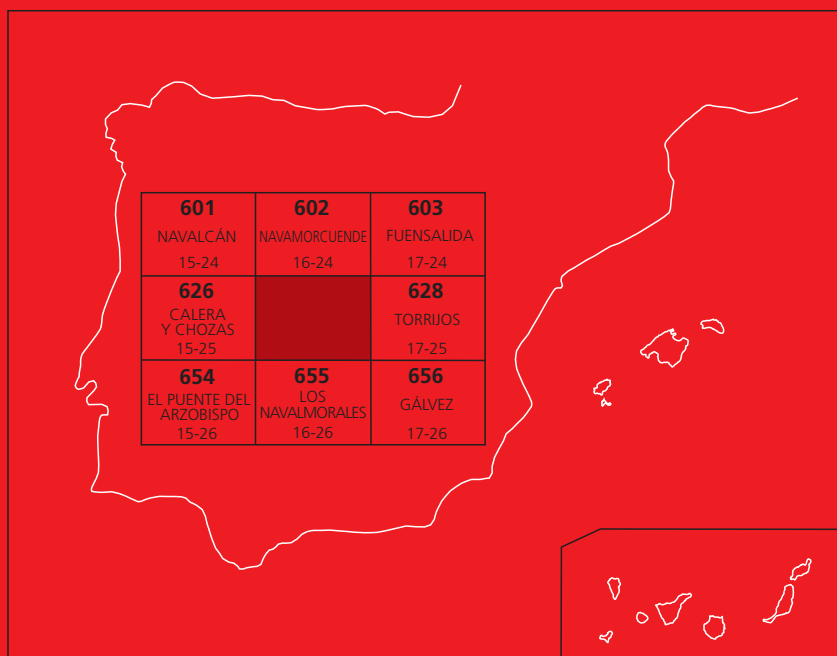 601
NAVALCÁN
15-24
602
NAVAMORCUENDE
16-24
603
FUENSALIDA
17-24
626
CALERA
Y CHOZAS
15-25
628
TORRIJOS
17-25
654
EL PUENTE DEL
ARZOBISPO
15-26
655
LOS
NAVALMORALES
16-26
656
GÁLVEZ
17-26